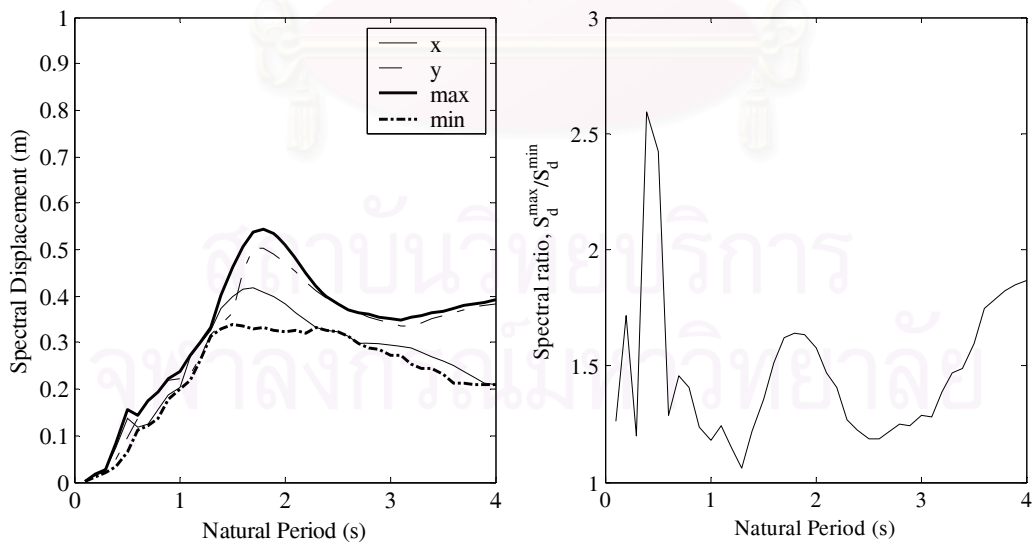 1
0.9
0.8
0.7
0.6
0.5
0.4
0.3
0.2
0.1
0
0 1 2 3 4
Spectral Displacement (m)
Natural Period (s)
x
y
max
min
3
2.5
2
1.5
1
0 1 2 3 4
Spectral ratio, S_d^max/S_d^min
Natural Period (s)
สถาบันวิทยบริการ
จุฬาลงกรณ์มหาวิทยาลัย